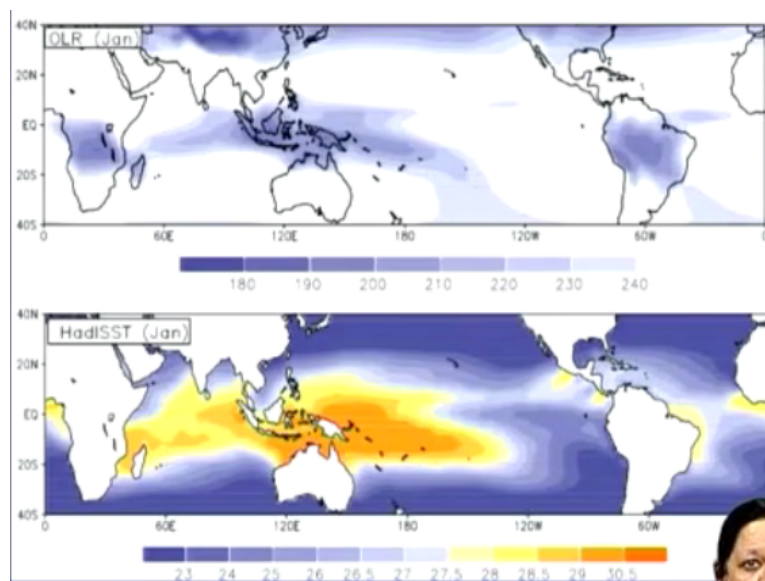 40N
OLR (Jan)
20N
EQ
20S
40S
0 60E 120E 180 120W 60W 0
180 190 200 210 220 230 240
40N
HadISST (Jan)
20N
EQ
20S
40S
0 60E 120E 180 120W 60W
23 24 25 26.5 27 27.5 28 28.5 29 30.5